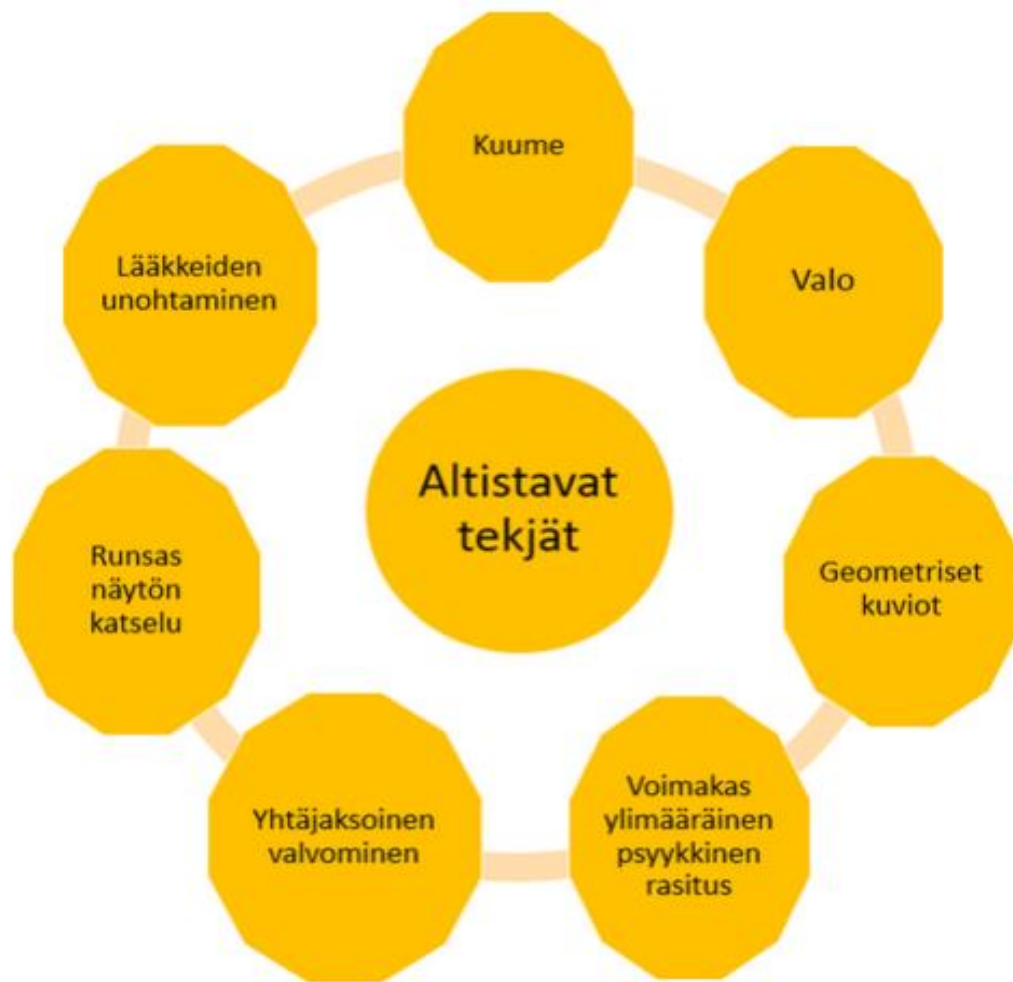 Kuume
Valo
Geometriset
kuviot
Voimakas
ylimääräinen
psyykkinen
rasitus
Yhtäjaksoinen
valvominen
Runsas
näytön
katselu
Lääkkeiden
unohtaminen
Altistavat
tekjät